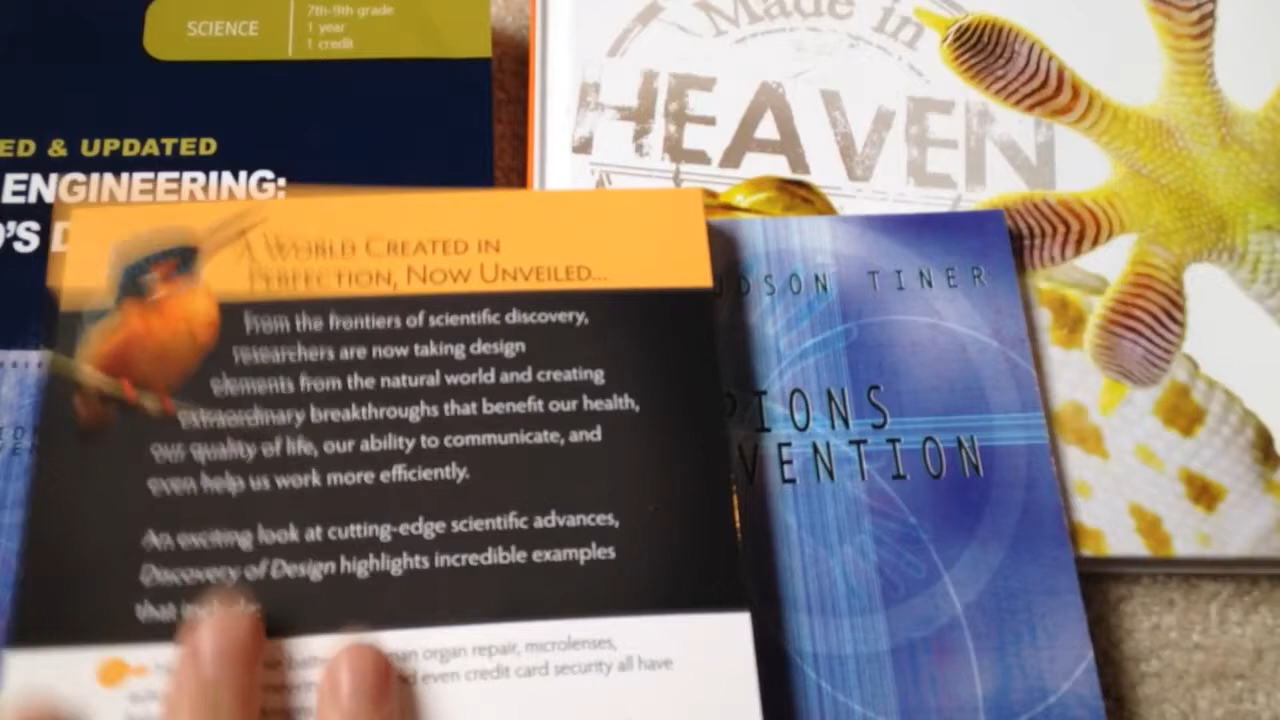 SCIENCE
7th-9th grade
1 year
1 credit
ED & UPDATED
ENGINEERING:
Made in
HEAVEN
A WORLD CREATED IN
PERFECTION, NOW UNVEILED...
From the frontiers of scientific discovery,
researchers are now taking design
elements from the natural world and creating
extraordinary breakthroughs that benefit our health,
our quality of life, our ability to communicate, and
even help us work more efficiently.
An exciting look at cutting-edge scientific advances,
Discovery of Design highlights incredible examples
that
organ repair, microlenses,
even credit card security all have
DSON TINER
PIONS
VENTION